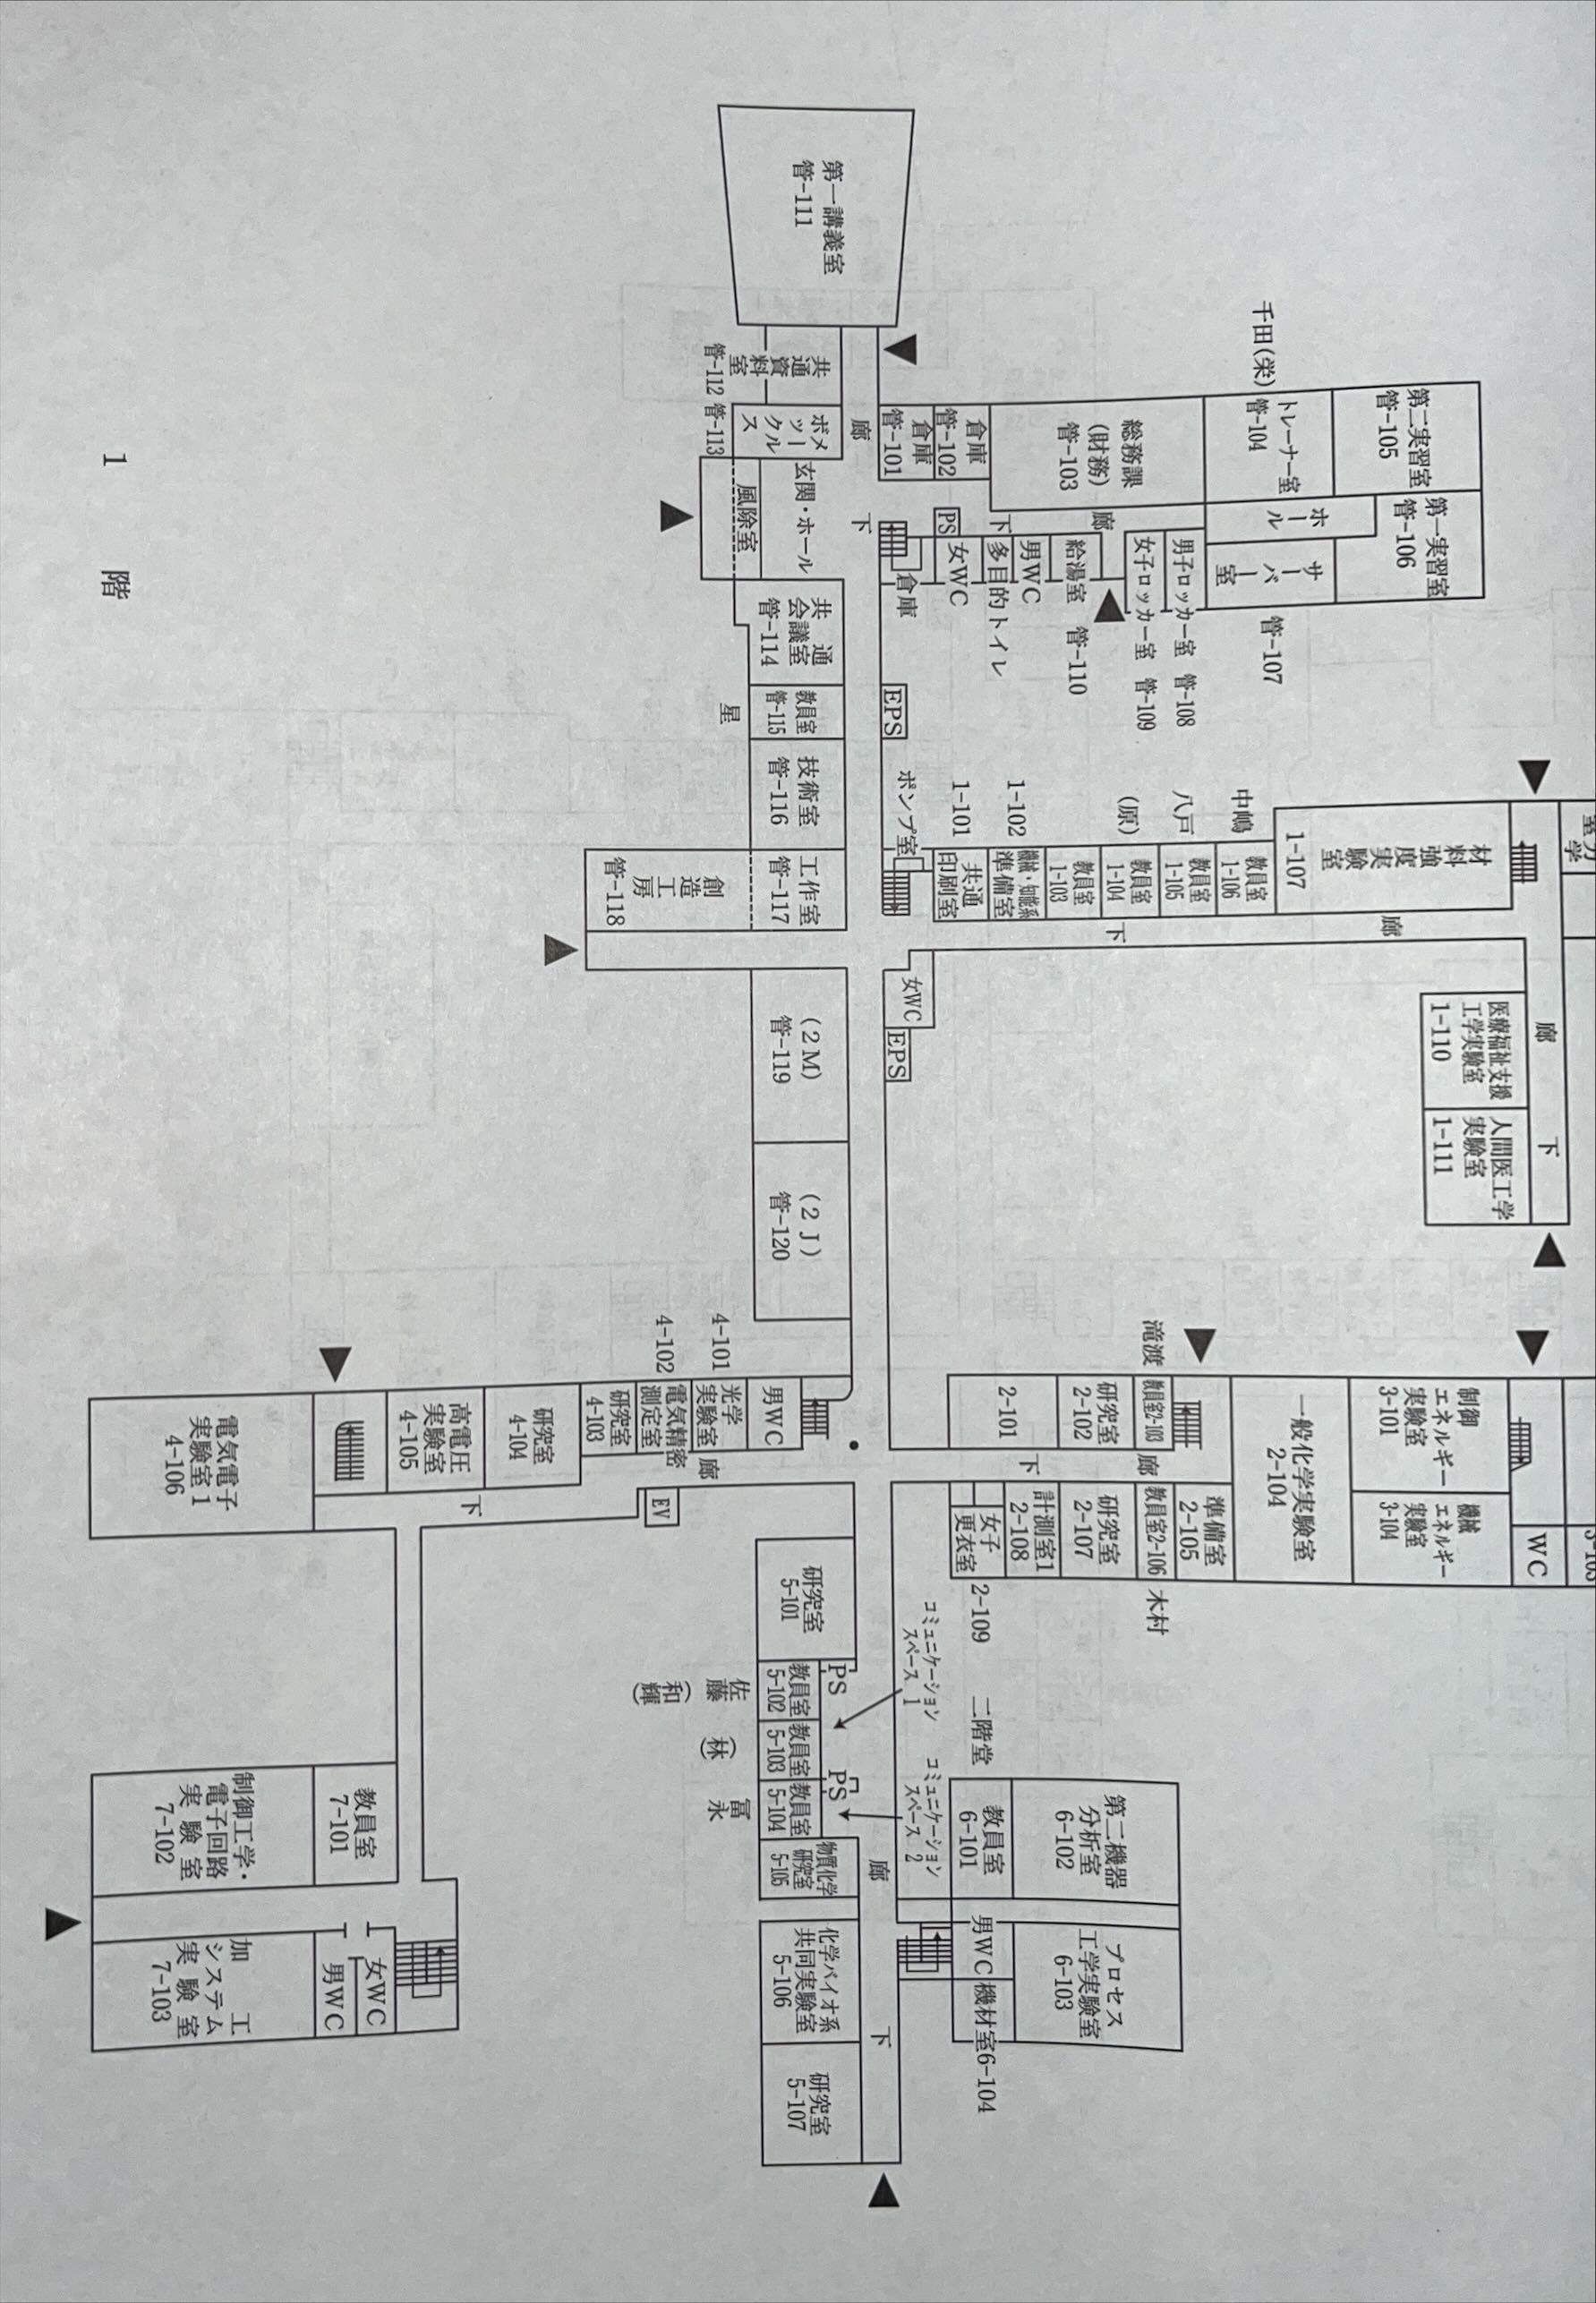 学
3-103
廊 下
WC
医療福祉支援
工学実験室
1-110
人間医工学
実験室
1-111
材料強度実験室
1-107
廊
下
制御
エネルギー
実験室
3-101
機械
エネルギー
実験室
3-104
第二実習室
管-105
第一実習室
管-106
ホール
サーバー室
管-107
トレーナー室
管-104
千田(栄)
一般化学実験室
2-104
中嶋
教員室
1-106
八戸
教員室
1-105
(原)
教員室
1-104
教員室
1-103
1-102
機械・知能系
準備室
1-101
共通
印刷室
男子ロッカー室 管-108
女子ロッカー室 管-109
総務課
(財務)
管-103
廊
下
給湯室 管-110
男WC
多目的トイレ
女WC
PS
倉庫
管-102
倉庫
管-101
倉庫
EPS
ポンプ室
女WC
EPS
準備室
2-105
滝渡
教員室2-103
廊
下
教員室2-106
木村
研究室
2-102
研究室
2-107
2-101
計測室1
2-108
女子
更衣室
2-109
第二機器
分析室
6-102
プロセス
工学実験室
6-103
二階堂
教員室
6-101
男WC
機材室6-104
コミュニケーション
スペース 1
コミュニケーション
スペース 2
廊 下
廊 下
第一講義室
管-111
共通資料室
管-112
メールボックス
管-113
玄関・ホール
風除室
共 通
会議室
管-114
教員室
管-115
星
技術室
管-116
工作室
管-117
創造工房
管-118
(2M)
管-119
(2J)
管-120
男WC
4-101
光学
実験室
廊
下
4-102
電気精密
測定室
EV
研究室
4-103
研究室
4-104
高電圧
実験室
4-105
電気電子
実験室1
4-106
研究室
5-101
PS
教員室
5-102
佐藤(和輝)
教員室
5-103
(林)
PS
教員室
5-104
冨永
物質化学
研究室
5-105
化学バイオ系
共同実験室
5-106
研究室
5-107
教員室
7-101
女WC
男WC
制御工学・
電子回路
実験室
7-102
加 工
システム
実験室
7-103
1 階